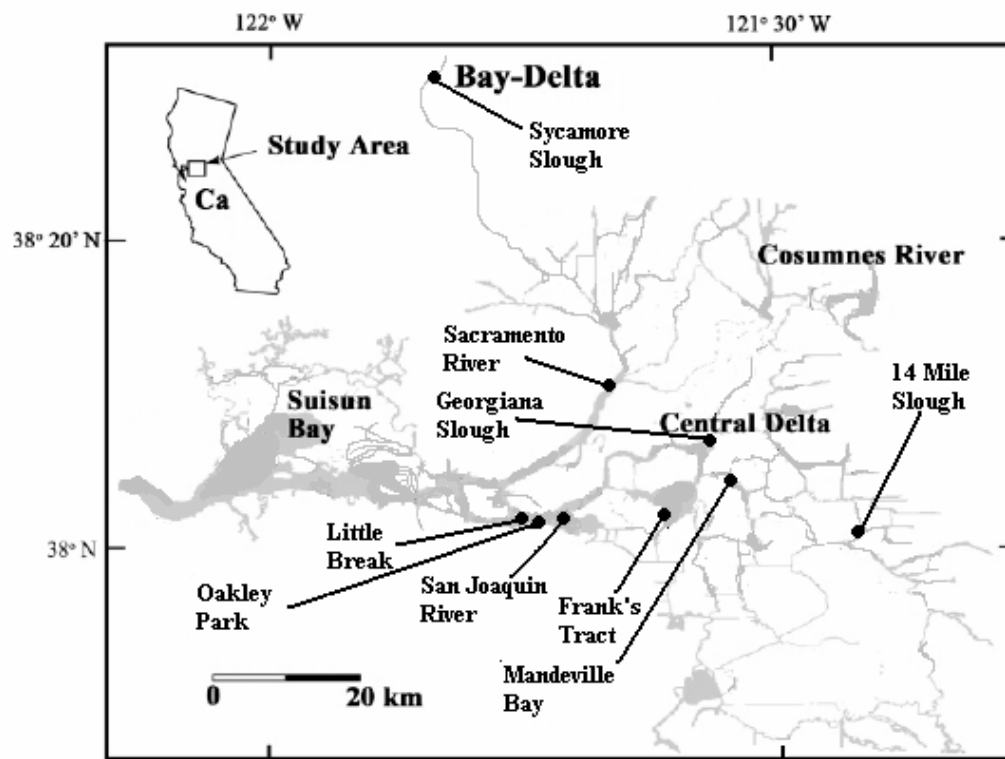 122° W
121° 30' W
Bay-Delta
Sycamore
Slough
Study Area
Ca
38° 20' N
Cosumnes River
Sacramento
River
14 Mile
Slough
Georgiana
Slough
Suisun
Bay
Central Delta
Little
Break
38° N
San Joaquin
River
Oakley
Park
Frank's
Tract
Mandeville
Bay
0
20 km